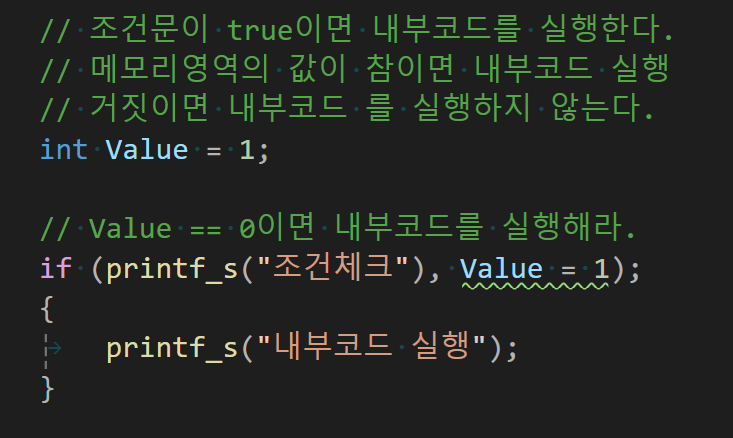 // 조건문이 true이면 내부코드를 실행한다.
// 메모리영역의 값이 참이면 내부코드 실행
// 거짓이면 내부코드 를 실행하지 않는다.
int Value = 1;
// Value == 0이면 내부코드를 실행해라.
if (printf_s("조건체크"), Value = 1);
{
printf_s("내부코드 실행");
}